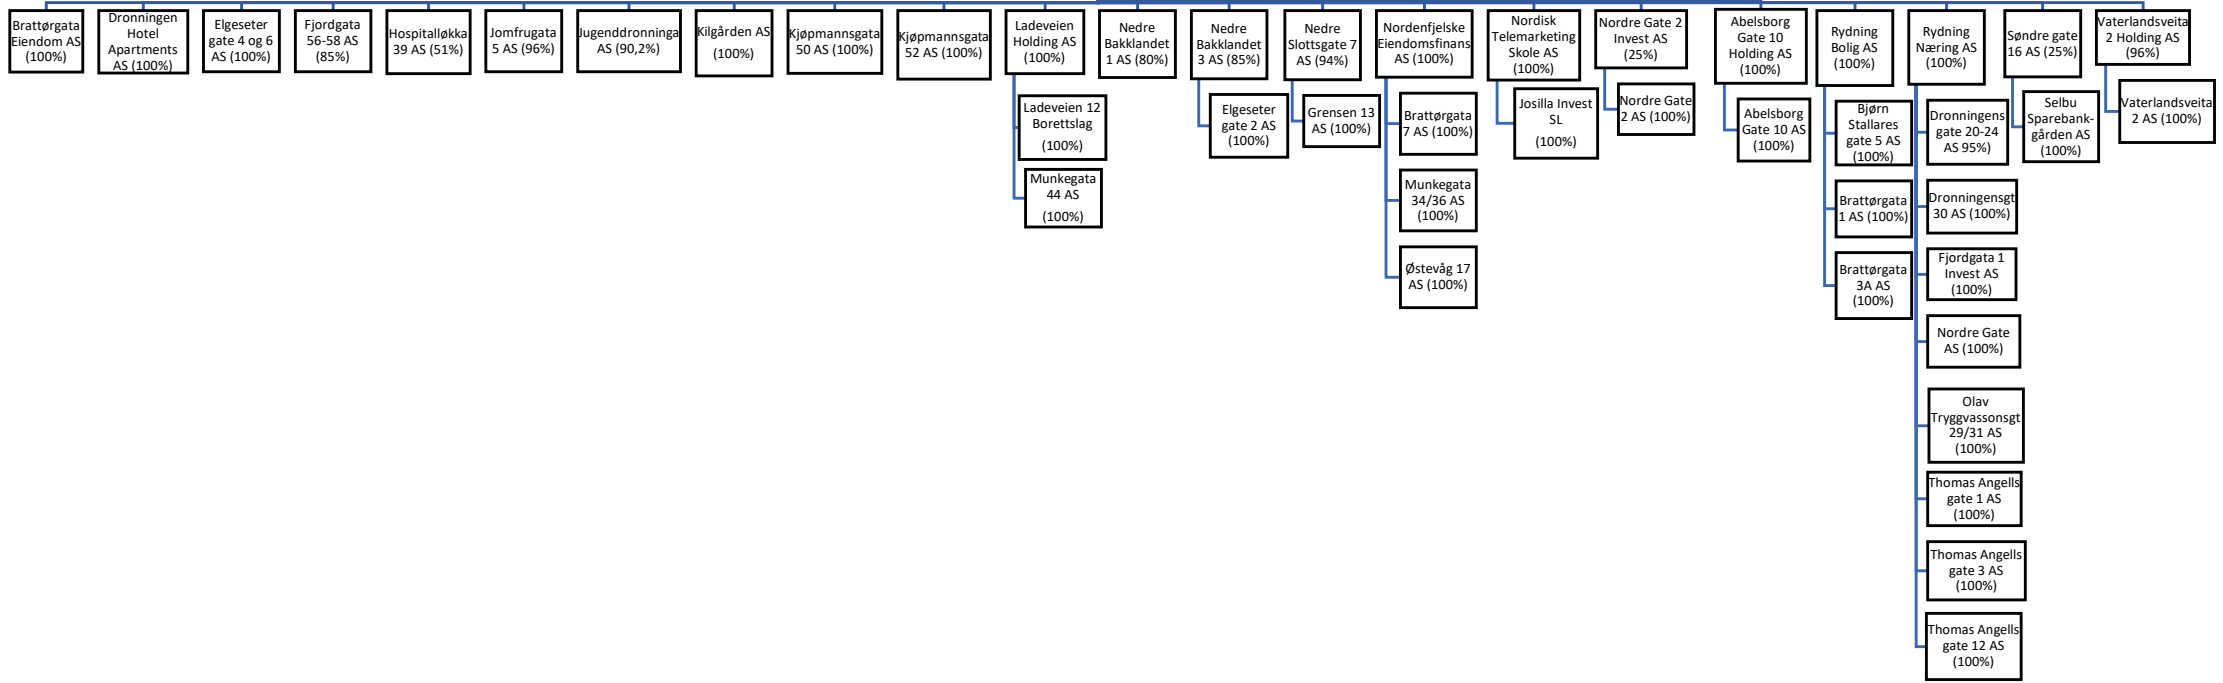 Brattørgata
Eiendom AS
(100%)
Dronningen
Hotel
Apartments
AS (100%)
Elgeseter
gate 4 og 6
AS (100%)
Fjordgata
56-58 AS
(85%)
Hospitalløkka
39 AS (51%)
Jomfrugata
5 AS (96%)
Jugenddronninga
AS (90,2%)
Kilgården AS
(100%)
Kjøpmannsgata
50 AS (100%)
Kjøpmannsgata
52 AS (100%)
Ladeveien
Holding AS
(100%)
Ladeveien 12
Borettslag
(100%)
Munkegata
44 AS
(100%)
Nedre
Bakklandet
1 AS (80%)
Nedre
Bakklandet
3 AS (85%)
Elgeseter
gate 2 AS
(100%)
Nedre
Slottsgate 7
AS (94%)
Grensen 13
AS (100%)
Nordenfjelske
Eiendomsfinans
AS (100%)
Brattørgata
7 AS (100%)
Munkegata
34/36 AS
(100%)
Østevåg 17
AS (100%)
Nordisk
Telemarketing
Skole AS
(100%)
Josilla Invest
SL
(100%)
Nordre Gate 2
Invest AS
(25%)
Nordre Gate
2 AS (100%)
Abelsborg
Gate 10
Holding AS
(100%)
Abelsborg
Gate 10 AS
(100%)
Rydning
Bolig AS
(100%)
Bjørn
Stallares
gate 5 AS
(100%)
Brattørgata
1 AS (100%)
Brattørgata
3A AS
(100%)
Rydning
Næring AS
(100%)
Dronningens
gate 20-24
AS 95%)
Dronningensgt
30 AS (100%)
Fjordgata 1
Invest AS
(100%)
Nordre Gate
AS (100%)
Olav
Tryggvassonsgt
29/31 AS
(100%)
Thomas Angells
gate 1 AS
(100%)
Thomas Angells
gate 3 AS
(100%)
Thomas Angells
gate 12 AS
(100%)
Søndre gate
16 AS (25%)
Selbu
Sparebank-
gården AS
(100%)
Vaterlandsveita
2 Holding AS
(96%)
Vaterlandsveita
2 AS (100%)